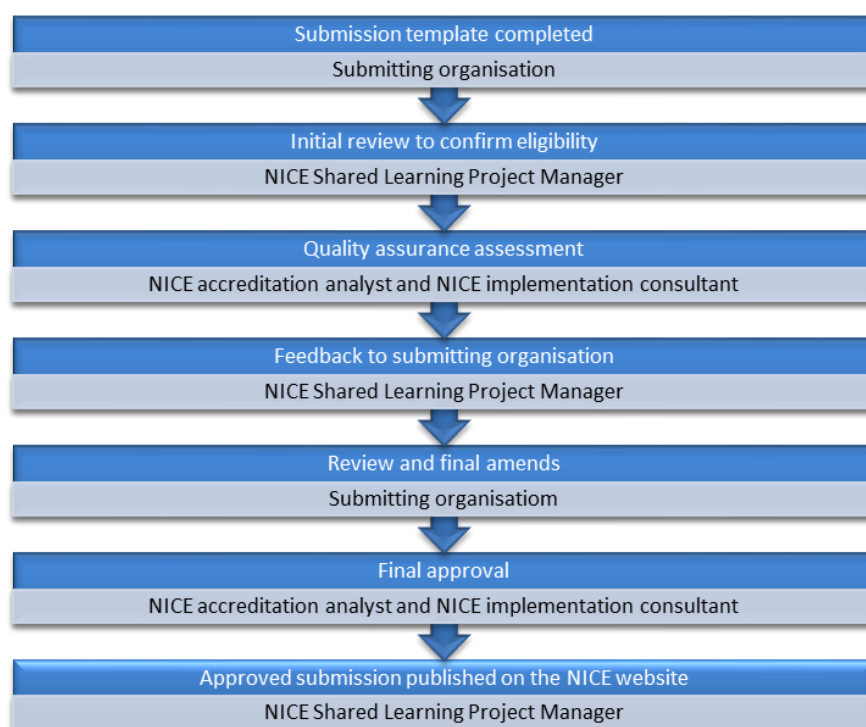 Submission template completed
Submitting organisation
Initial review to confirm eligibility
NICE Shared Learning Project Manager
Quality assurance assessment
NICE accreditation analyst and NICE implementation consultant
Feedback to submitting organisation
NICE Shared Learning Project Manager
Review and final amends
Submitting organisatiom
Final approval
NICE accreditation analyst and NICE implementation consultant
Approved submission published on the NICE website
NICE Shared Learning Project Manager